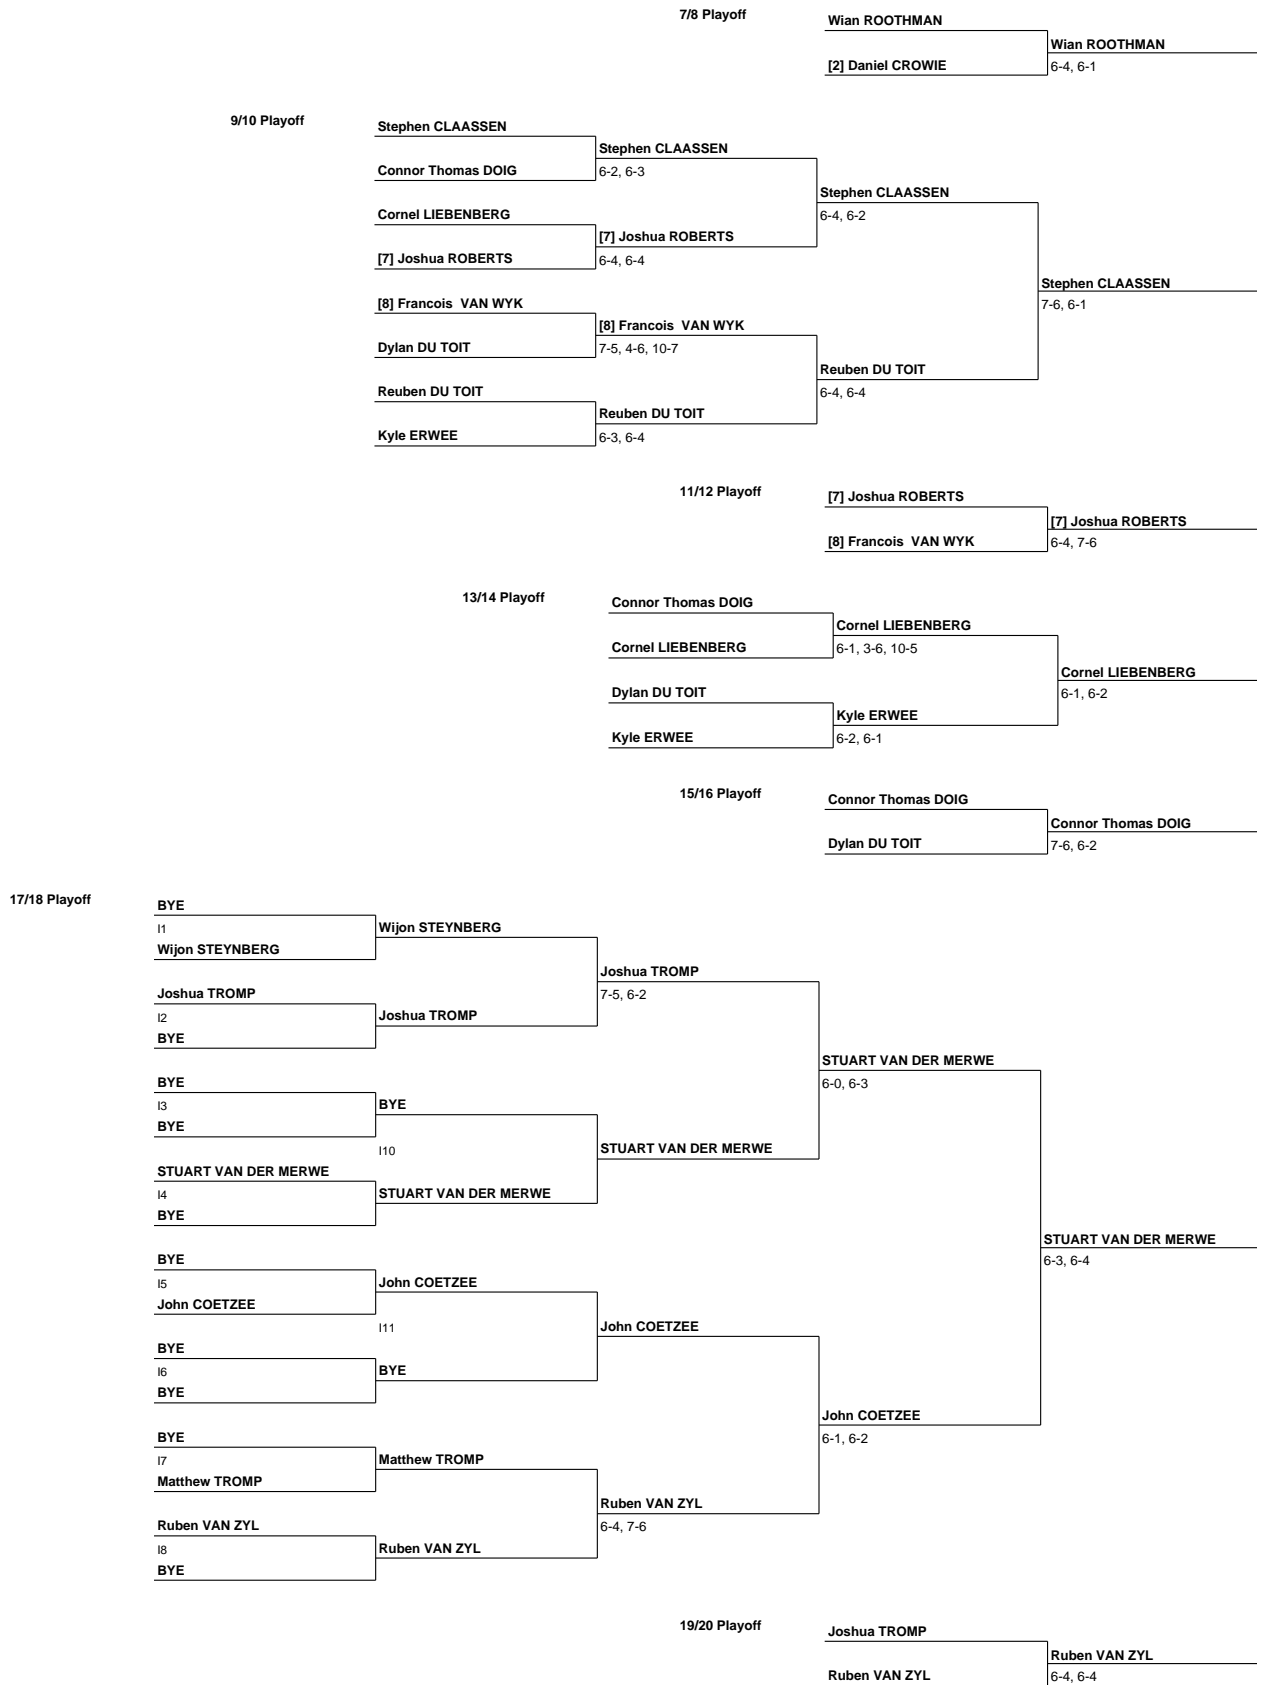 7/8 Playoff
Wian ROOTHMAN
Wian ROOTHMAN
[2] Daniel CROWIE
6-4, 6-1
9/10 Playoff
Stephen CLAASSEN
Stephen CLAASSEN
Connor Thomas DOIG
6-2, 6-3
Stephen CLAASSEN
Cornel LIEBENBERG
6-4, 6-2
[7] Joshua ROBERTS
[7] Joshua ROBERTS
6-4, 6-4
Stephen CLAASSEN
[8] Francois  VAN WYK
7-6, 6-1
[8] Francois  VAN WYK
Dylan DU TOIT
7-5, 4-6, 10-7
Reuben DU TOIT
Reuben DU TOIT
6-4, 6-4
Reuben DU TOIT
Kyle ERWEE
6-3, 6-4
11/12 Playoff
[7] Joshua ROBERTS
[7] Joshua ROBERTS
[8] Francois  VAN WYK
6-4, 7-6
13/14 Playoff
Connor Thomas DOIG
Cornel LIEBENBERG
Cornel LIEBENBERG
6-1, 3-6, 10-5
Cornel LIEBENBERG
Dylan DU TOIT
6-1, 6-2
Kyle ERWEE
Kyle ERWEE
6-2, 6-1
15/16 Playoff
Connor Thomas DOIG
Connor Thomas DOIG
Dylan DU TOIT
7-6, 6-2
17/18 Playoff
BYE
I1
Wijon STEYNBERG
Wijon STEYNBERG
Joshua TROMP
Joshua TROMP
7-5, 6-2
I2
Joshua TROMP
BYE
STUART VAN DER MERWE
BYE
6-0, 6-3
I3
BYE
BYE
I10
STUART VAN DER MERWE
STUART VAN DER MERWE
I4
STUART VAN DER MERWE
BYE
STUART VAN DER MERWE
BYE
6-3, 6-4
I5
John COETZEE
John COETZEE
I11
John COETZEE
BYE
I6
BYE
BYE
John COETZEE
BYE
6-1, 6-2
I7
Matthew TROMP
Matthew TROMP
Ruben VAN ZYL
Ruben VAN ZYL
6-4, 7-6
I8
Ruben VAN ZYL
BYE
19/20 Playoff
Joshua TROMP
Ruben VAN ZYL
Ruben VAN ZYL
6-4, 6-4